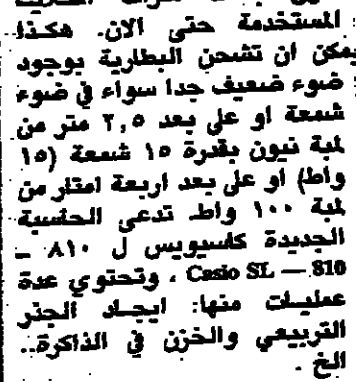 المستخدمة حتى الان. هكذا
يمكن ان تشحن البطارية بوجود
ضوء ضعيف جدا سواء في ضوء
شمعة او على بعد ٢,٥ متر من
لمبة نيون بقدرة ١٥ شمعة (١٥
واط) او على بعد اربعة امتار من
لمبة ١٠٠ واط. تدعى الحاسبة
الجديدة كاسيويس ل ٨١٠ ـ
Casio SL — 810 ، وتحتوي عدة
عمليات منها: ايجاد الجذر
التربيعي والخزن في الذاكرة..
الخ .